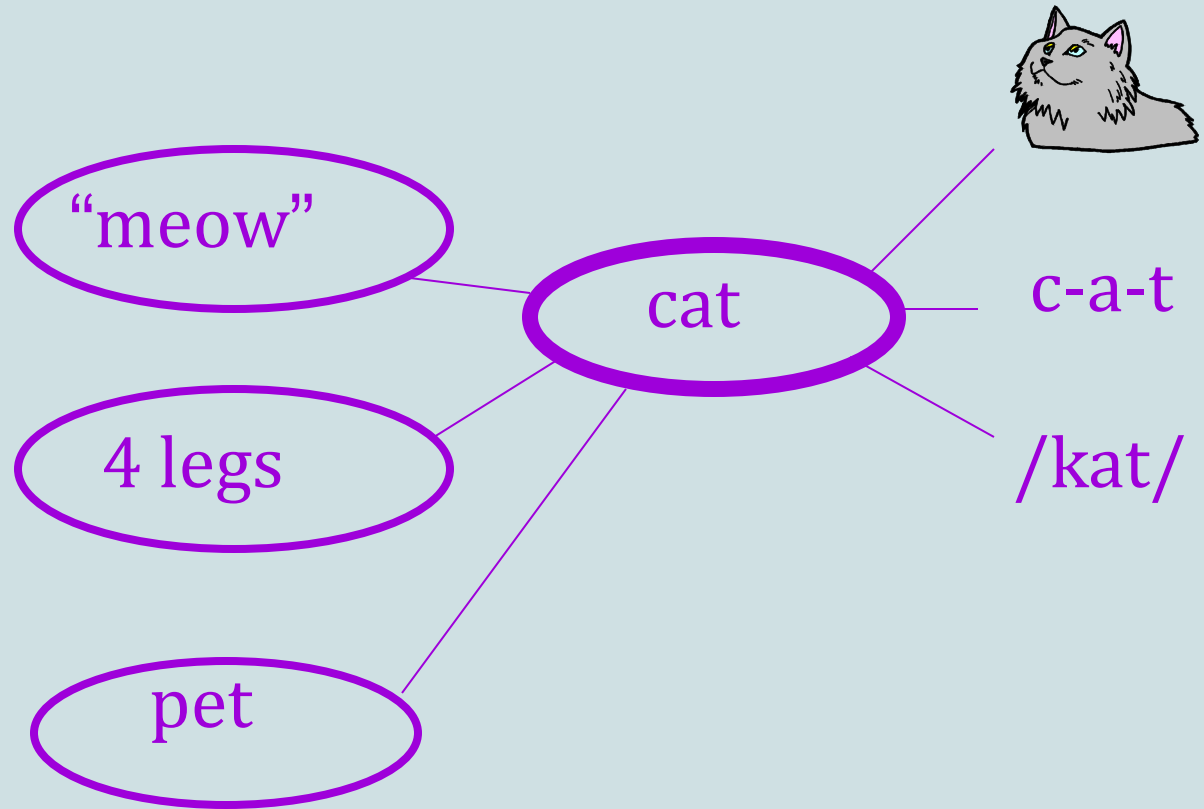 “meow”
cat
c-a-t
4 legs
/kat/
pet